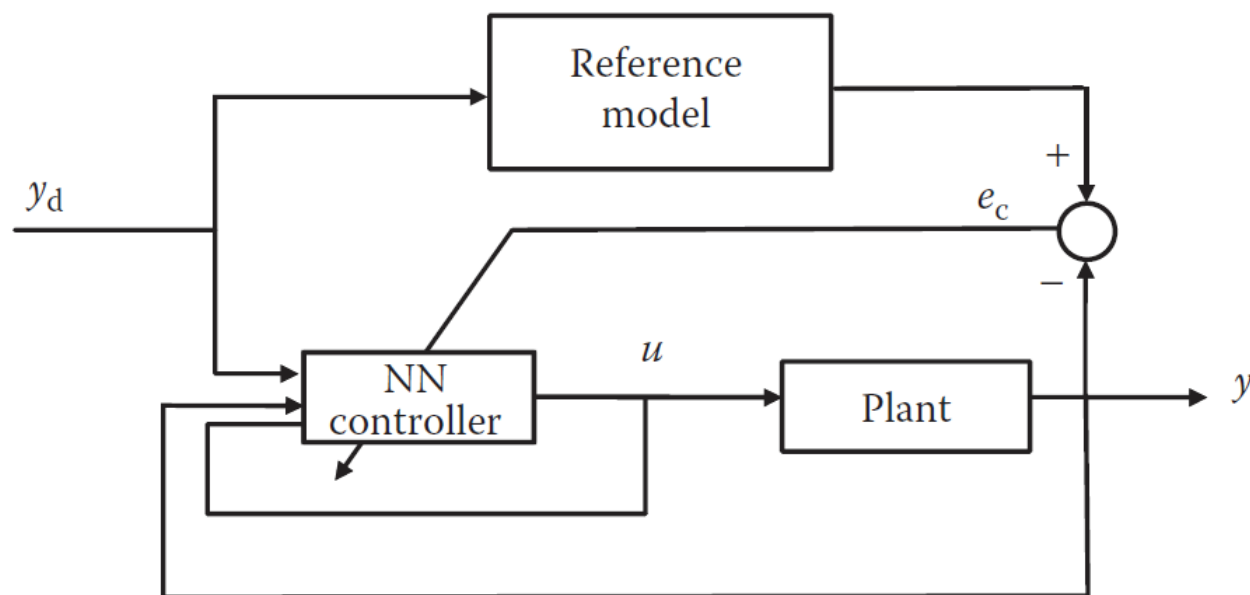 Reference
model
+
y_d
e_c
−
u
NN
controller
Plant
y